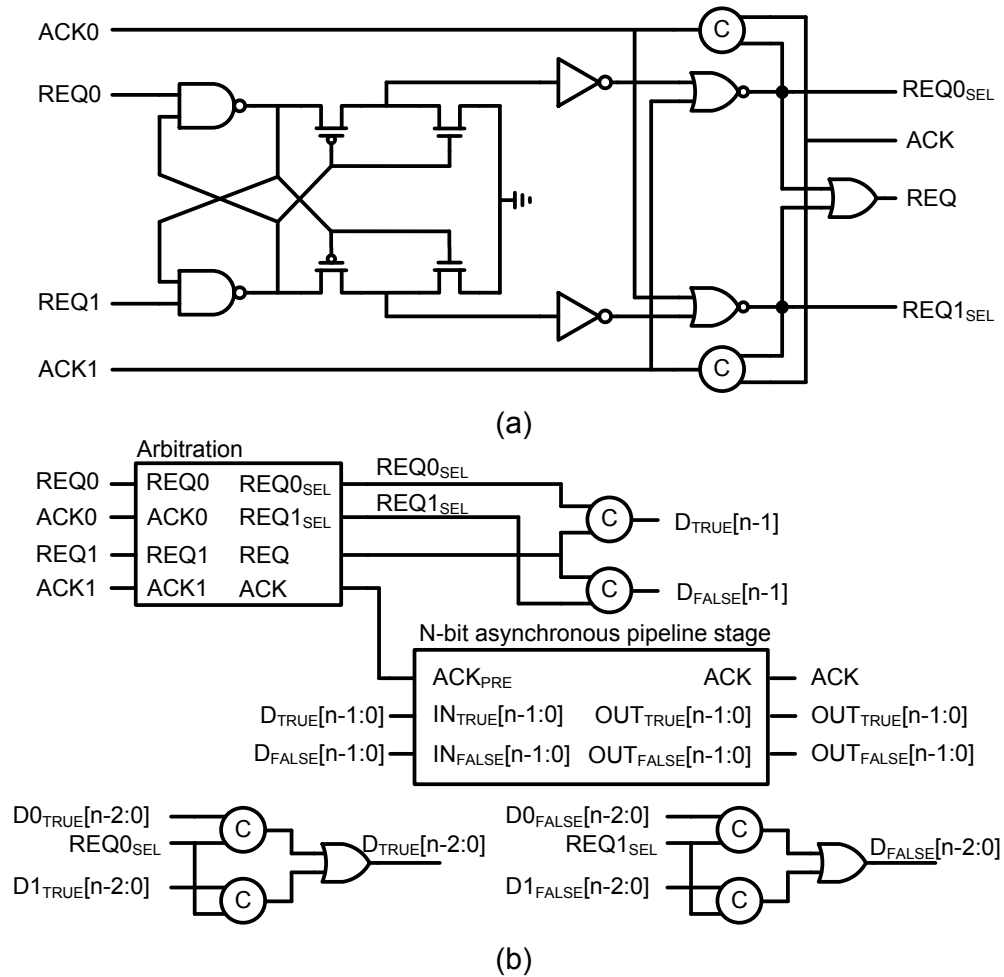 ACK0
C
REQ0
REQ0SEL
ACK
REQ
REQ1
REQ1SEL
ACK1
C
(a)
Arbitration
REQ0 REQ0 REQ0SEL REQ0SEL
ACK0 ACK0 REQ1SEL REQ1SEL C DTRUE[n-1]
REQ1 REQ1 REQ
ACK1 ACK1 ACK C DFALSE[n-1]
N-bit asynchronous pipeline stage
ACKPRE ACK ACK
DTRUE[n-1:0] INTRUE[n-1:0] OUTTRUE[n-1:0] OUTTRUE[n-1:0]
DFALSE[n-1:0] INFALSE[n-1:0] OUTFALSE[n-1:0] OUTFALSE[n-1:0]
D0TRUE[n-2:0] C D0FALSE[n-2:0] C
REQ0SEL DTRUE[n-2:0] REQ1SEL DFALSE[n-2:0]
D1TRUE[n-2:0] C D1FALSE[n-2:0] C
(b)